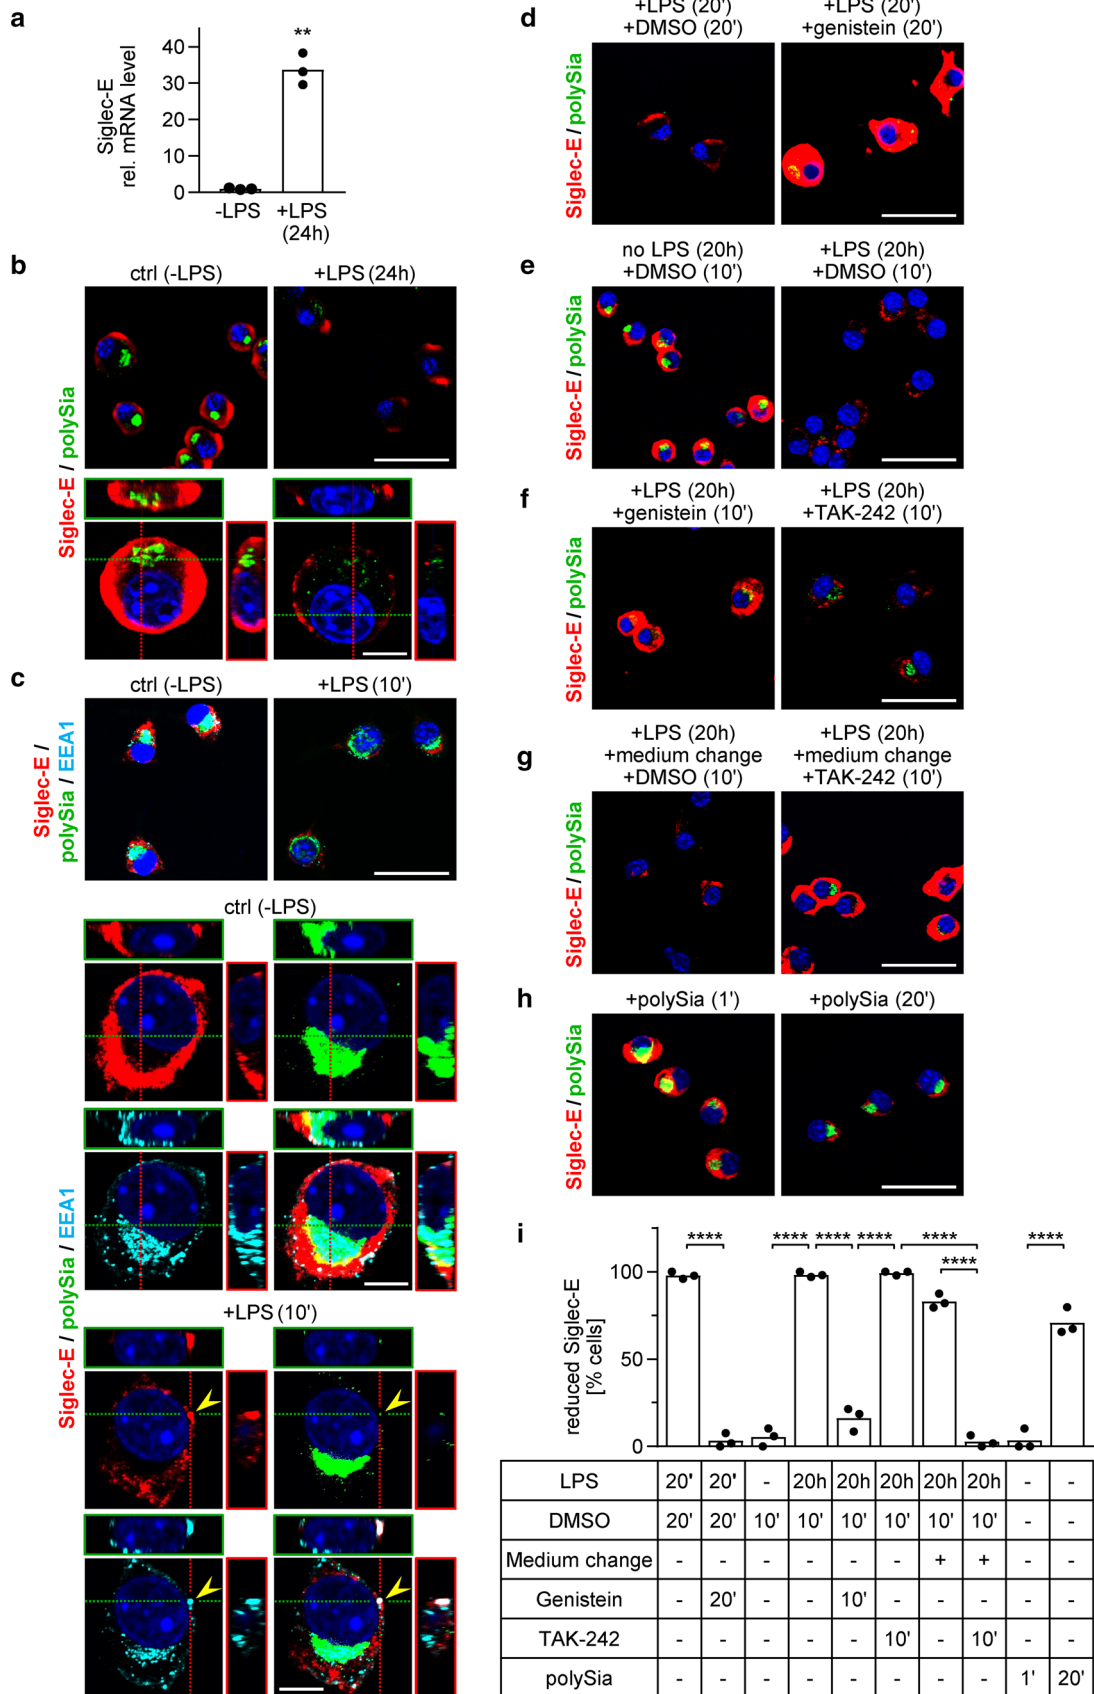 a
Siglec-E
rel. mRNA level
40
30
20
10
0
**
-LPS
+LPS
(24h)
b
ctrl (-LPS)
+LPS (24h)
Siglec-E / polySia
c
ctrl (-LPS)
+LPS (10')
Siglec-E /
polySia / EEA1
ctrl (-LPS)
+LPS (10')
Siglec-E / polySia / EEA1
d
+LPS (20')
+DMSO (20')
+LPS (20')
+genistein (20')
Siglec-E / polySia
e
no LPS (20h)
+DMSO (10')
+LPS (20h)
+DMSO (10')
Siglec-E / polySia
f
+LPS (20h)
+genistein (10')
+LPS (20h)
+TAK-242 (10')
Siglec-E / polySia
g
+LPS (20h)
+medium change
+DMSO (10')
+LPS (20h)
+medium change
+TAK-242 (10')
Siglec-E / polySia
h
+polySia (1')
+polySia (20')
Siglec-E / polySia
i
reduced Siglec-E
[% cells]
100
50
0
**** **** **** **** **** ****
****
LPS 20' 20' - 20h 20h 20h 20h 20h - -
DMSO 20' 20' 10' 10' 10' 10' 10' 10' - -
Medium change - - - - - - + + - -
Genistein - 20' - - 10' - - - - -
TAK-242 - - - - - 10' - 10' - -
polySia - - - - - - - - 1' 20'